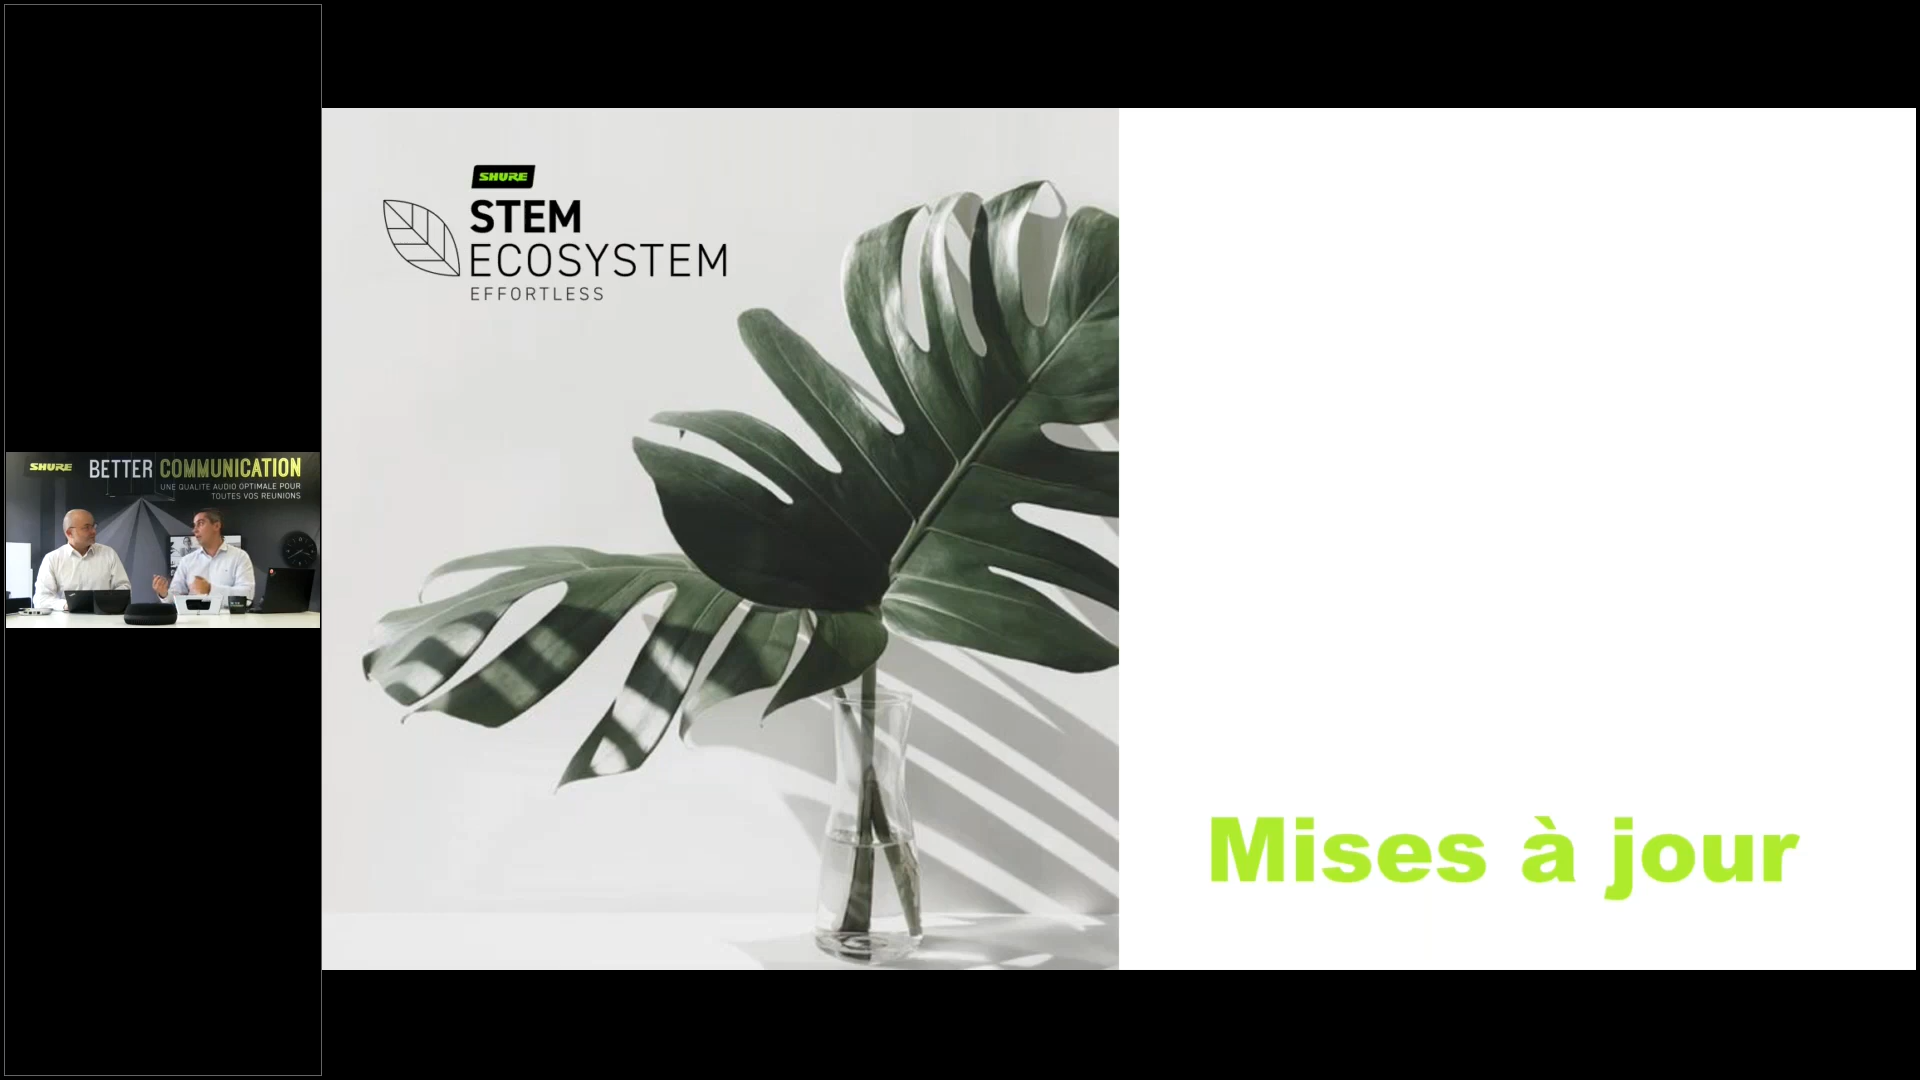 SHURE
BETTER COMMUNICATION
UNE QUALITE AUDIO OPTIMALE POUR
TOUTES VOS REUNIONS
SHURE
STEM
ECOSYSTEM
EFFORTLESS
Mises à jour